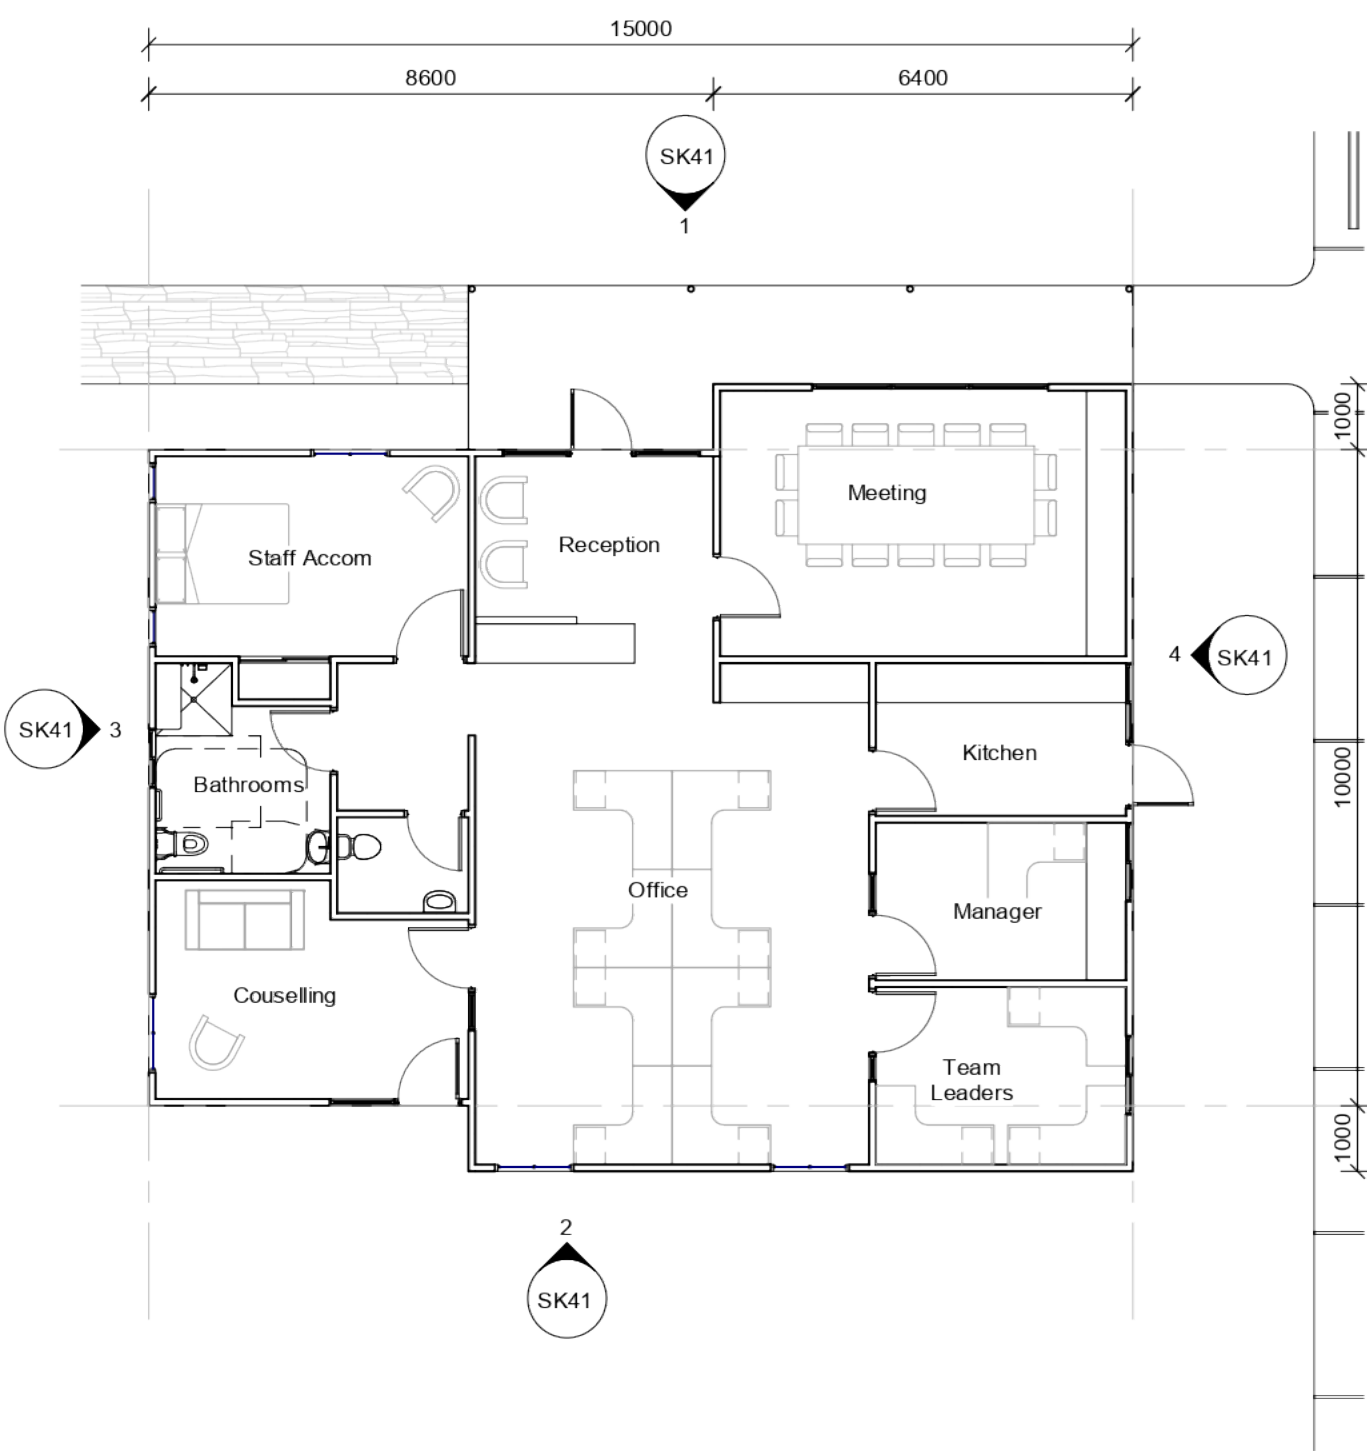 15000
8600
6400
SK41
1
1000
Meeting
Reception
Staff Accom
4
SK41
SK41
3
Kitchen
10000
Bathrooms
Office
Manager
Couselling
Team
Leaders
1000
2
SK41